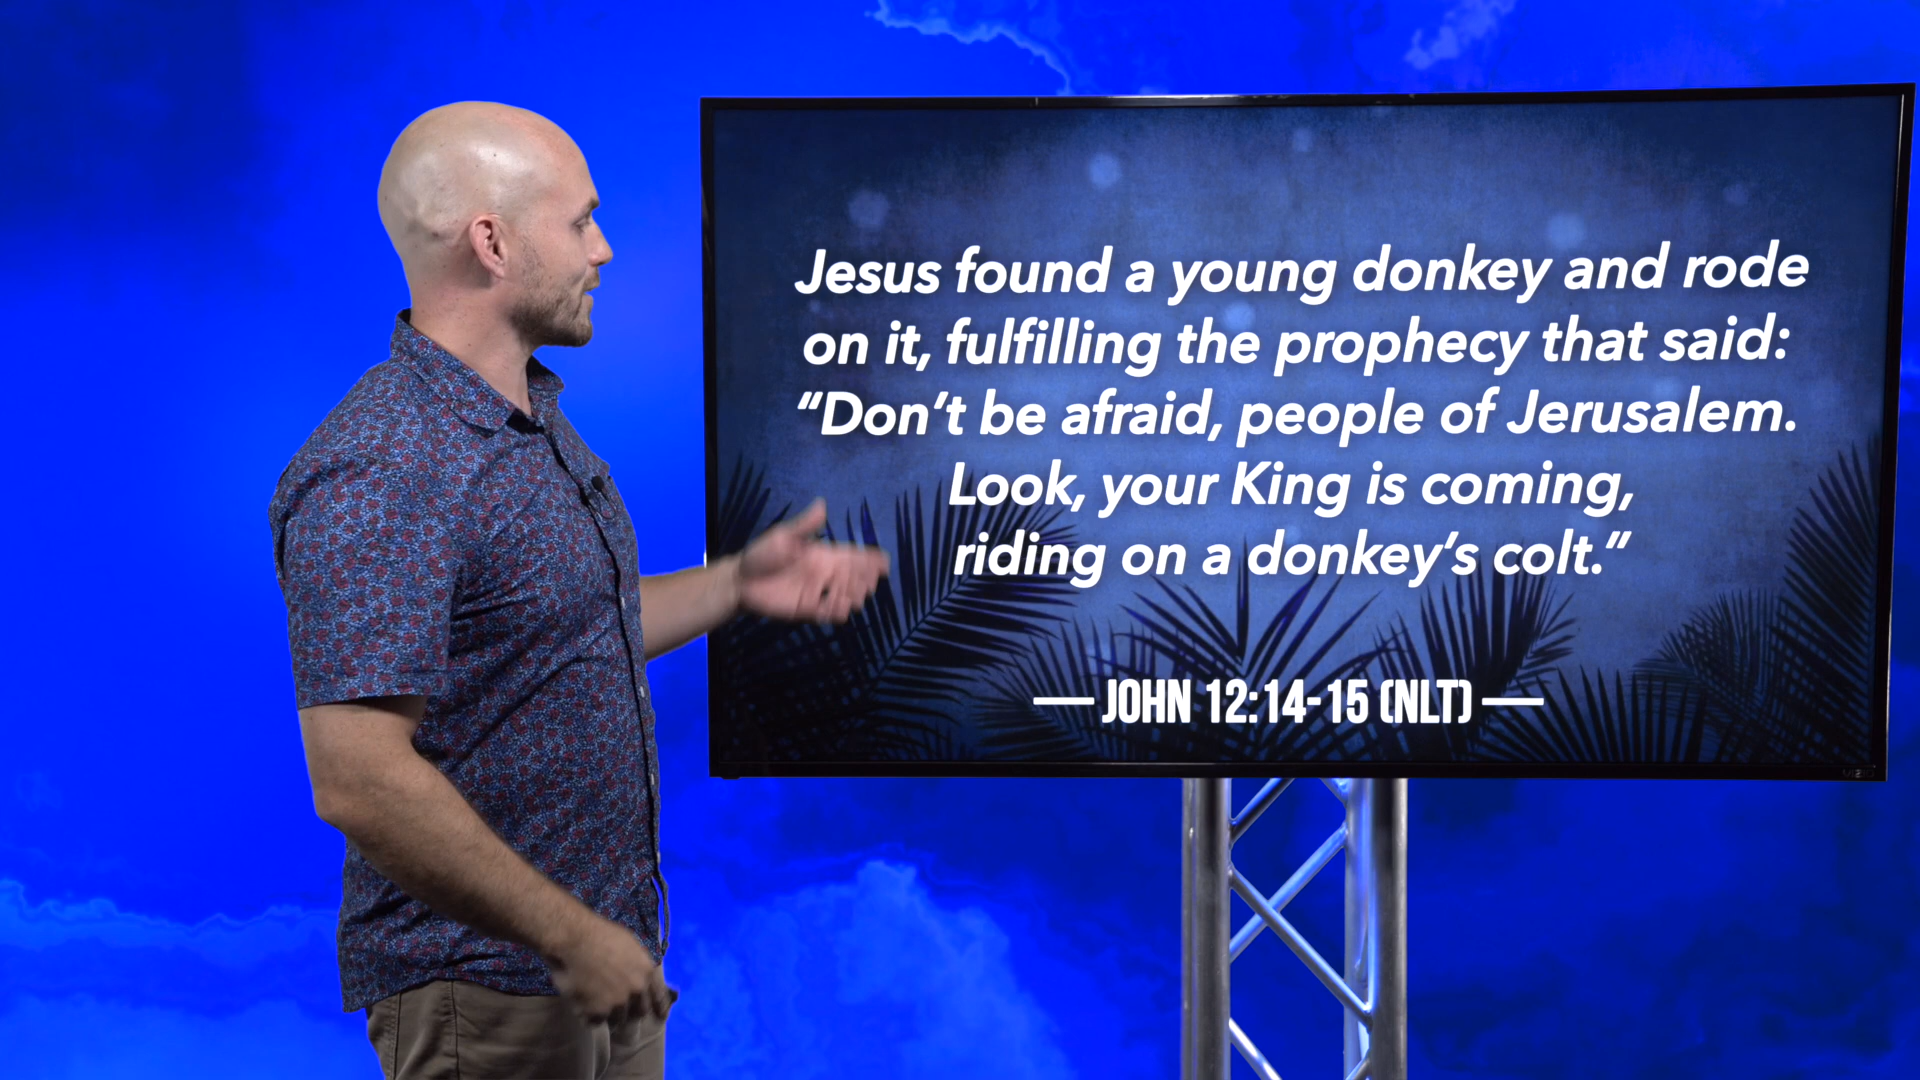 Jesus found a young donkey and rode
on it, fulfilling the prophecy that said:
“Don’t be afraid, people of Jerusalem.
Look, your King is coming,
riding on a donkey’s colt.”
JOHN 12:14-15 (NLT)
VIZIO